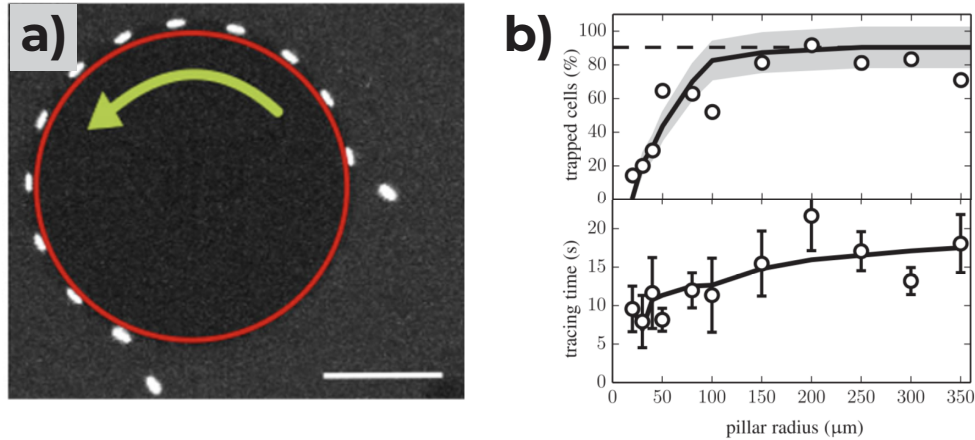 a)
b)
trapped cells (%)
100
80
60
40
20
0
tracing time (s)
20
15
10
5
0
0 50 100 150 200 250 300 350
pillar radius (μm)